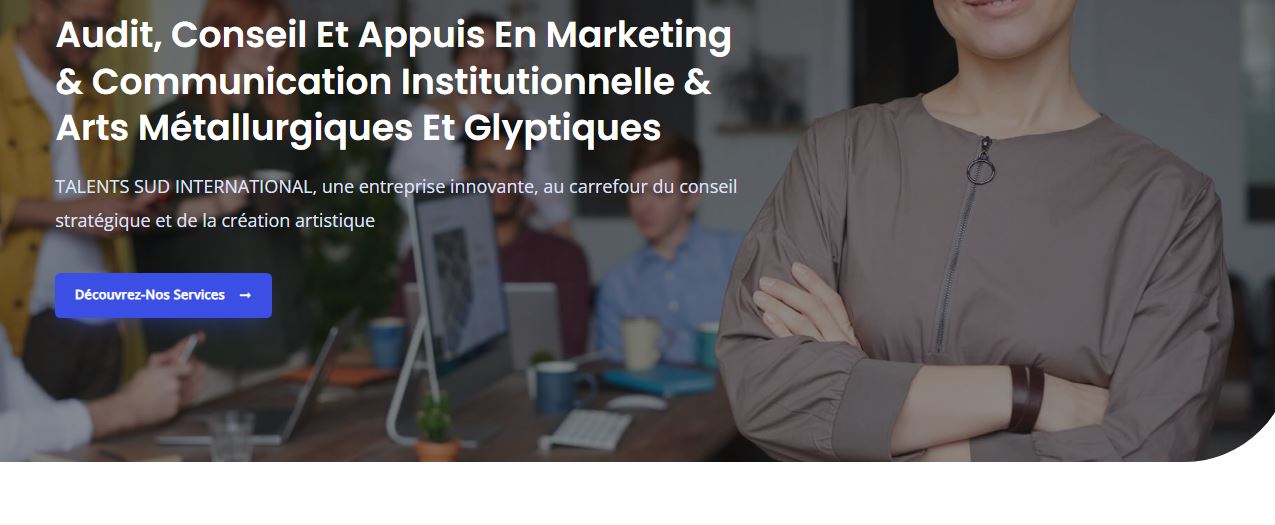 Audit, Conseil Et Appuis En Marketing
& Communication Institutionnelle &
Arts Métallurgiques Et Glyptiques
TALENTS SUD INTERNATIONAL, une entreprise innovante, au carrefour du conseil
stratégique et de la création artistique
Découvrez-Nos Services →